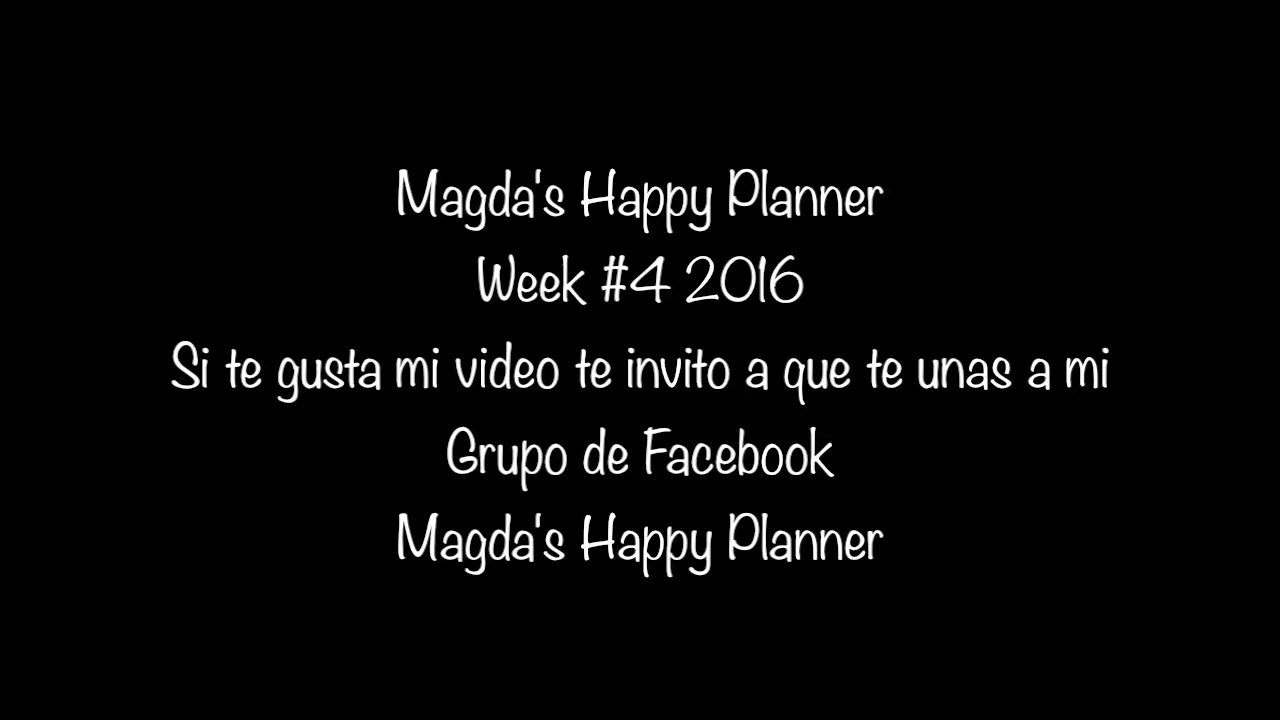 Magda's Happy Planner
Week #4 2016
Si te gusta mi video te invito a que te unas a mi
Grupo de Facebook
Magda's Happy Planner